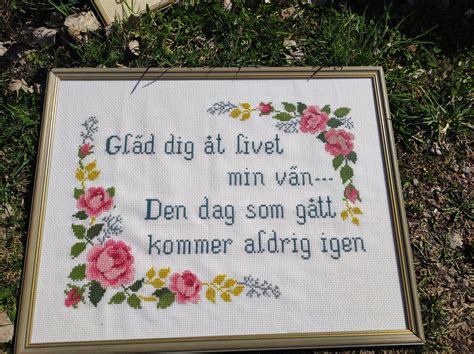 Gläd dig åt livet
min vän---
Den dag som gått
kommer aldrig igen